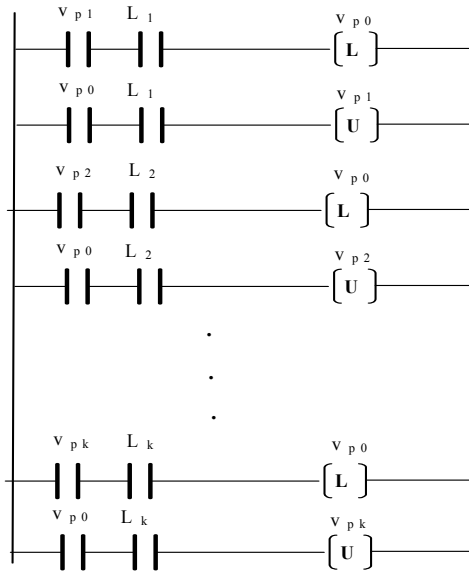 v p 1 L 1 v p 0
L
v p 0 L 1 v p 1
U
v p 2 L 2 v p 0
L
v p 0 L 2 v p 2
U
.
.
.
v p k L k v p 0
L
v p 0 L k v p k
U